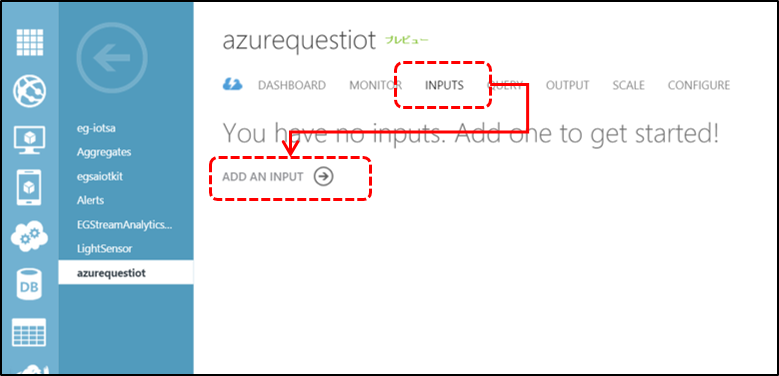 azurequestiot プレビュー
DASHBOARD MONITOR INPUTS QUERY OUTPUT SCALE CONFIGURE
You have no inputs. Add one to get started!
ADD AN INPUT
eg-iotsa
Aggregates
egsaiotkit
Alerts
EGStreamAnalytics...
LightSensor
azurequestiot
DB